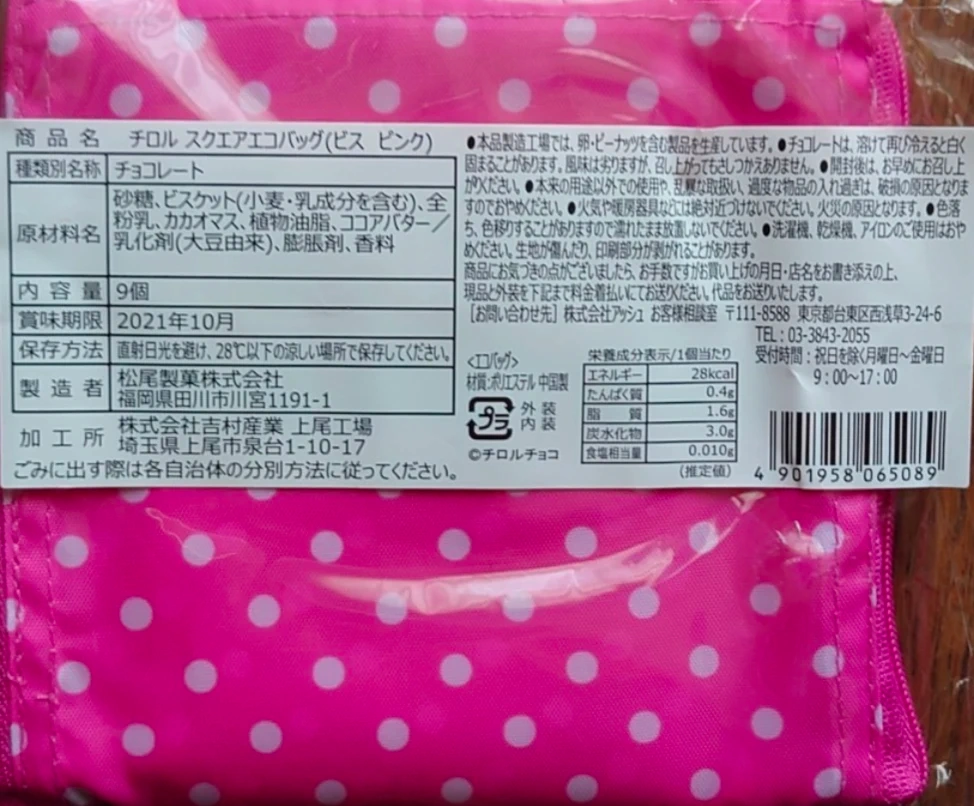 商品名 チロル スクエアエコバッグ(ビス ピンク)
種類別名称 チョコレート
原材料名 砂糖、ビスケット(小麦・乳成分を含む)、全
粉乳、カカオマス、植物油脂、ココアバター/
乳化剤(大豆由来)、膨脹剤、香料
内容量 9個
賞味期限 2021年10月
保存方法 直射日光を避け、28℃以下の涼しい場所で保存してください。
製造者 松尾製菓株式会社
福岡県田川市川宮1191-1
加工所 株式会社吉村産業 上尾工場
埼玉県上尾市泉台1-10-17
ごみに出す際は各自治体の分別方法に従ってください。
●本品製造工場では、卵・ピーナッツを含む製品を生産しています。●チョコレートは、溶けて再び冷えると白く
固まることがあります。風味は劣りますが、召し上がってもさしつかえありません。●開封後は、お早めにお召し上
がりください。●本来の用途以外での使用や、乱暴な取扱い、過度な物品の入れ過ぎは、破損の原因となりま
すのでおやめください。●火気や暖房器具などには絶対近づけないでください。火災の原因となります。●色落
ち、色移りすることがありますので濡れたまま放置しないでください。●洗濯機、乾燥機、アイロンのご使用はおや
めください。生地が傷んだり、印刷部分が剥がれることがあります。
商品にお気づきの点がございましたら、お手数ですがお買い上げの月日・店名をお書き添えの上、
現品と外装を下記まで料金着払いにてお送りください。代品をお送りいたします。
[お問い合わせ先] 株式会社アッシュ お客様相談室 〒111-8588 東京都台東区西浅草3-24-6
TEL：03-3843-2055
受付時間：祝日を除く月曜日～金曜日
9：00～17：00
<エコバッグ>
材質:ポリエステル 中国製
プラ 外装
内装
©チロルチョコ
栄養成分表示/1個当たり
エネルギー 28kcal
たんぱく質 0.4g
脂質 1.6g
炭水化物 3.0g
食塩相当量 0.010g
(推定値)
4 901958 065089